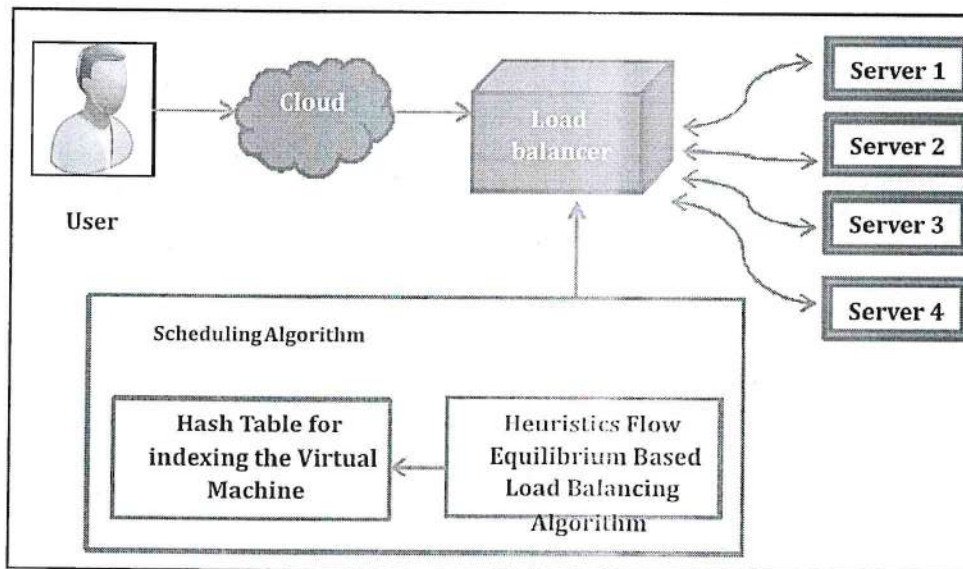 User
Cloud
Load
balancer
Server 1
Server 2
Server 3
Server 4
Scheduling Algorithm
Hash Table for
indexing the Virtual
Machine
Heuristics Flow
Equilibrium Based
Load Balancing
Algorithm